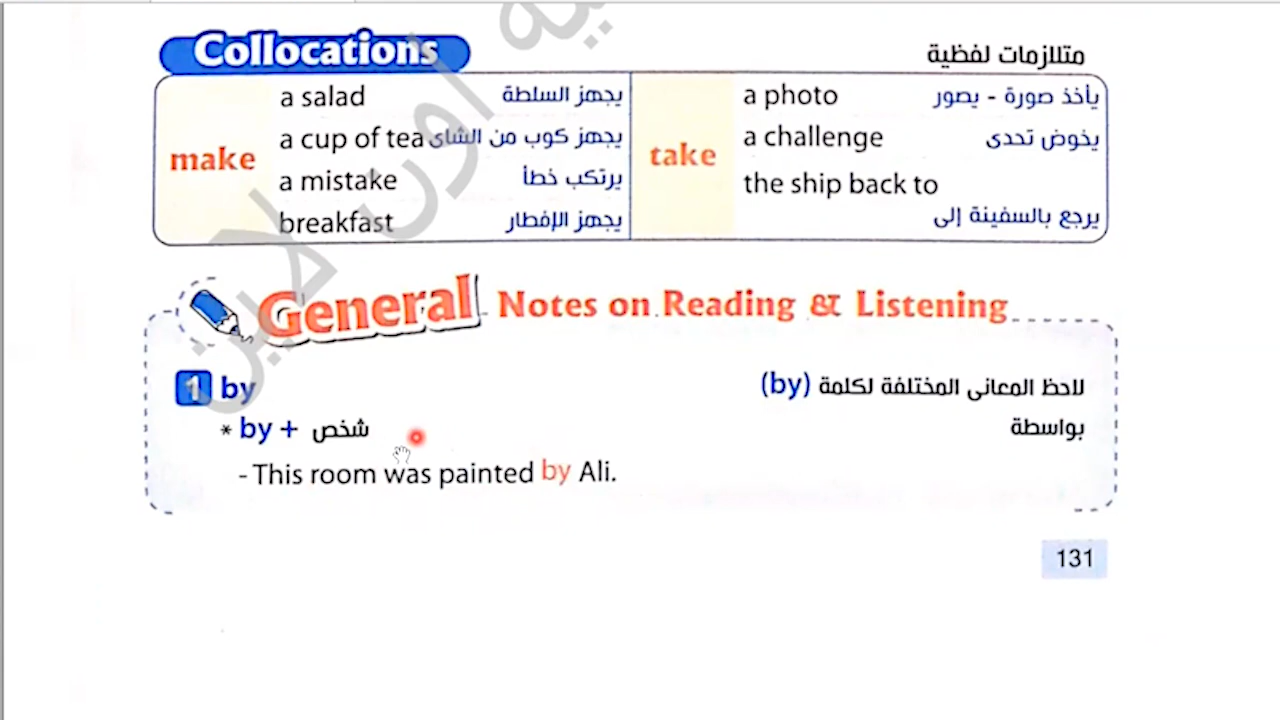 Collocations متلازمات لفظية
make
a salad يجهز السلطة
a cup of tea يجهز كوب من الشاى
a mistake يرتكب خطأ
breakfast يجهز الإفطار
take
a photo يأخذ صورة - يصور
a challenge يخوض تحدى
the ship back to
يرجع بالسفينة إلى
General Notes on Reading & Listening
1 by لاحظ المعانى المختلفة لكلمة (by)
* by + شخص بواسطة
- This room was painted by Ali.
131
اون لاين